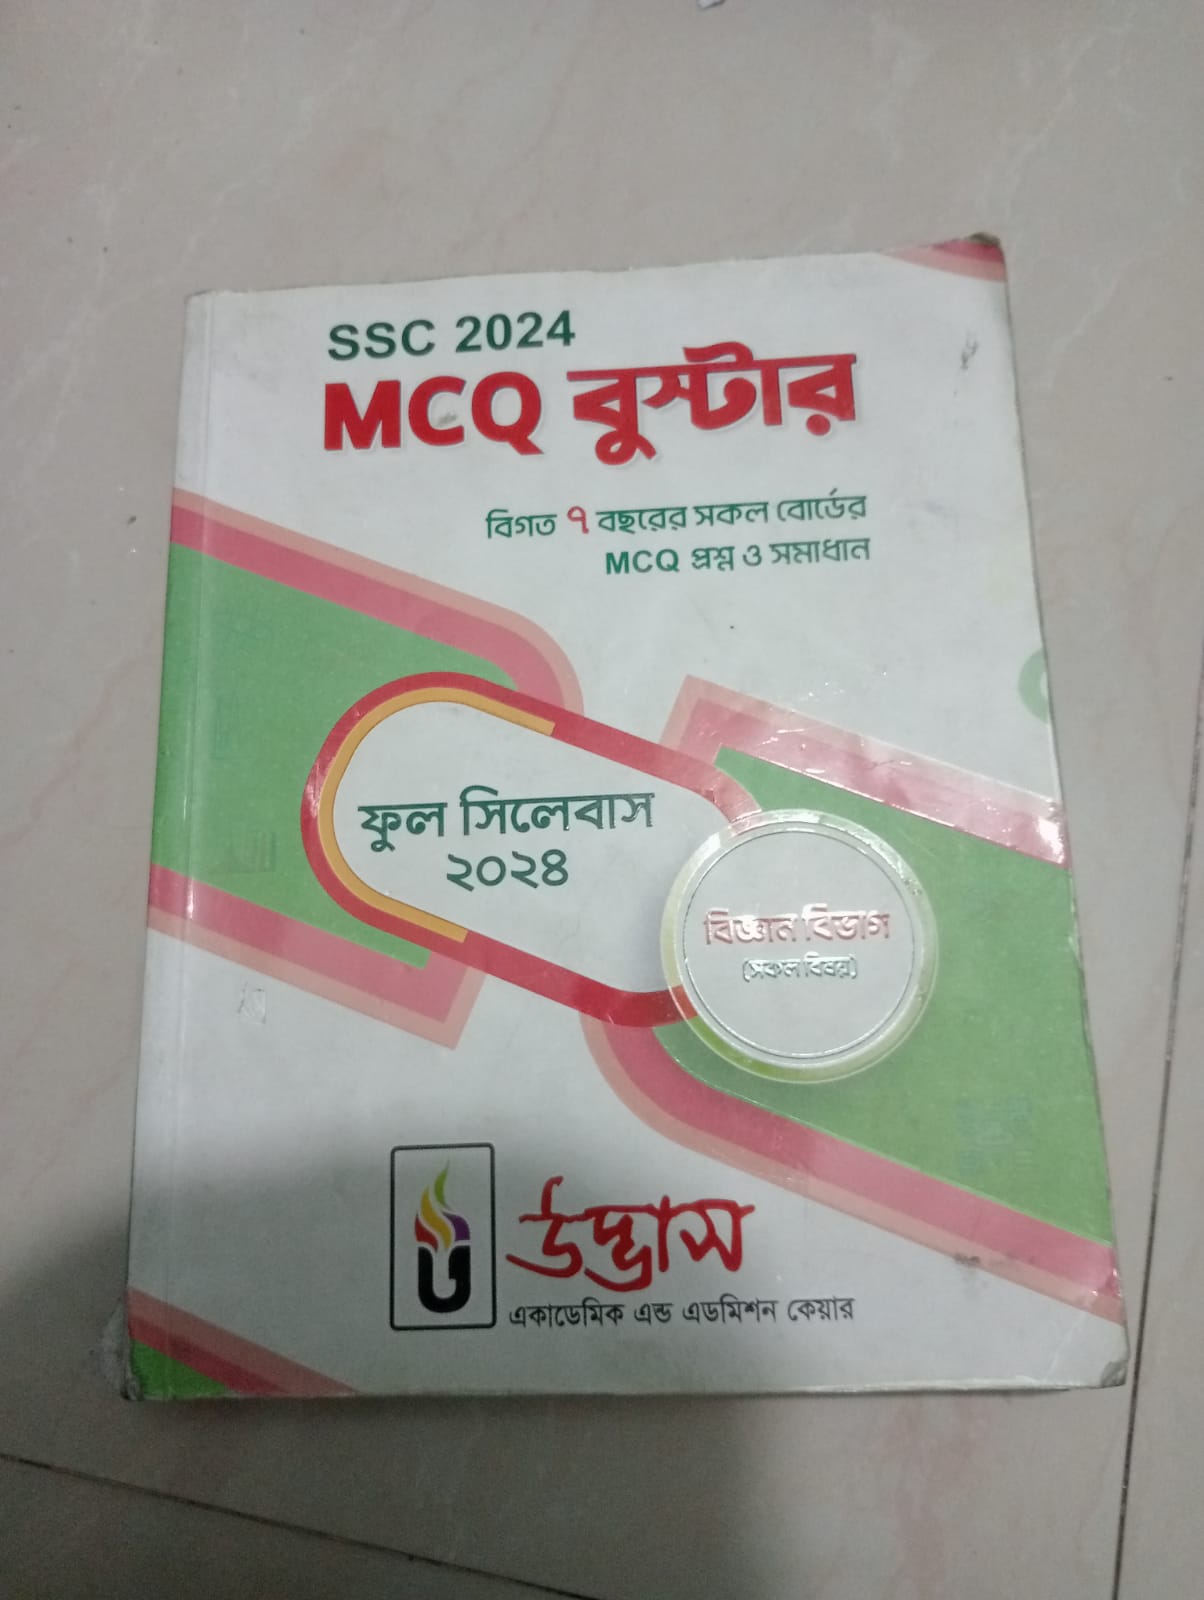 SSC 2024
MCQ বুস্টার
বিগত ৭ বছরের সকল বোর্ডের
MCQ প্রশ্ন ও সমাধান
ফুল সিলেবাস
২০২৪
বিজ্ঞান বিভাগ
(সকল বিষয়)
উদ্ভাস
একাডেমিক এন্ড এডমিশন কেয়ার